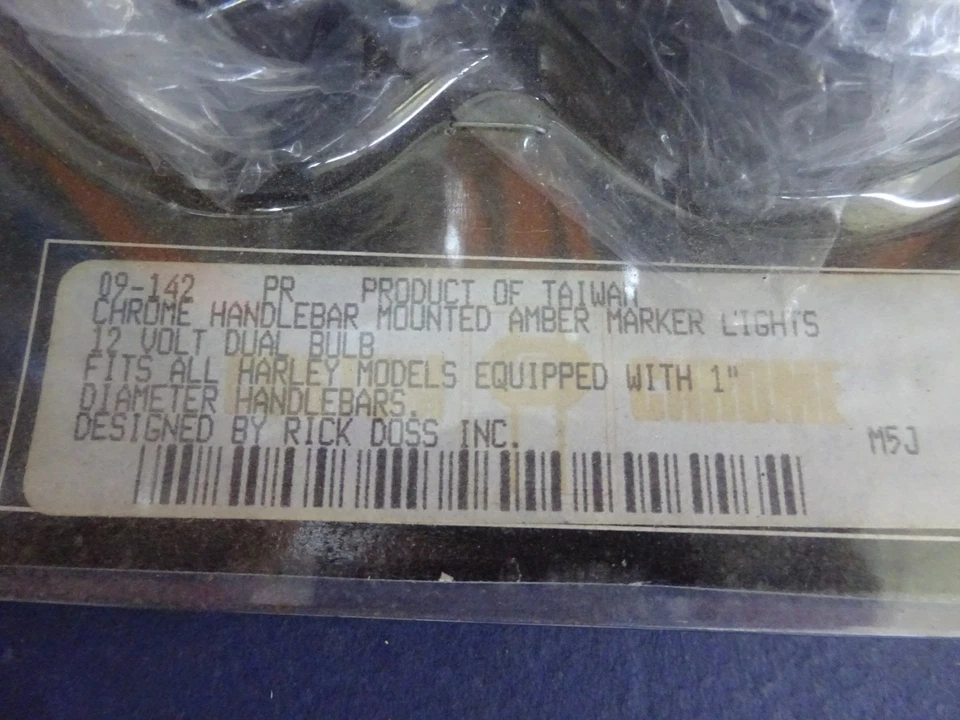 09-142 PR PRODUCT OF TAIWAN
CHROME HANDLEBAR MOUNTED AMBER MARKER LIGHTS
12 VOLT DUAL BULB
FITS ALL HARLEY MODELS EQUIPPED WITH 1"
DIAMETER HANDLEBARS.
DESIGNED BY RICK DOSS INC.
M5J